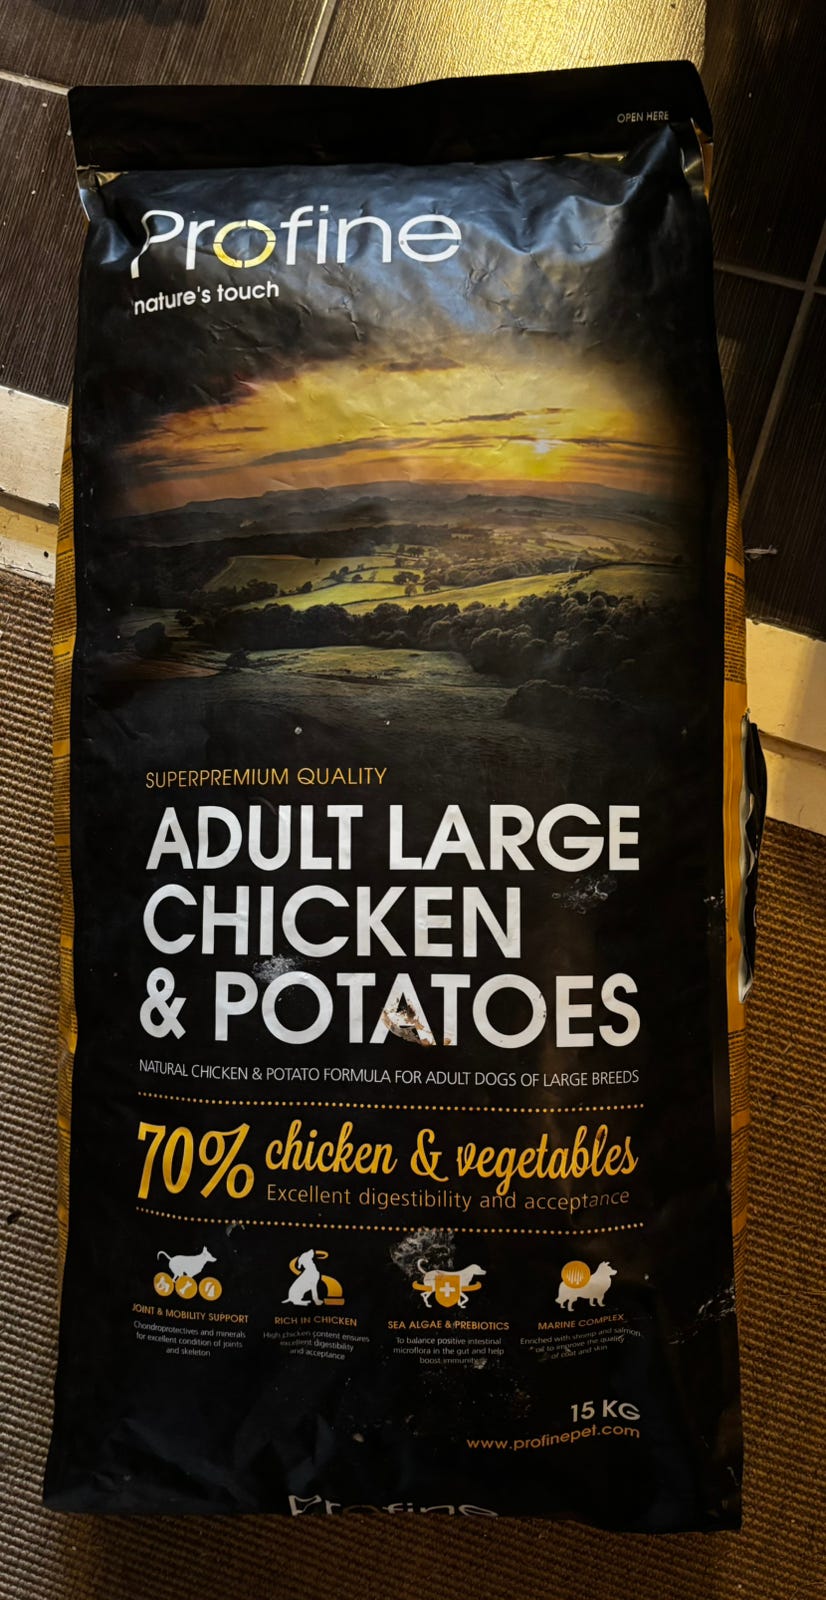 OPEN HERE
Profine
nature's touch
SUPERPREMIUM QUALITY
ADULT LARGE
CHICKEN
& POTATOES
NATURAL CHICKEN & POTATO FORMULA FOR ADULT DOGS OF LARGE BREEDS
70% chicken & vegetables
Excellent digestibility and acceptance
JOINT & MOBILITY SUPPORT
Chondroprotectives and minerals
for excellent condition of joints
and skeleton
RICH IN CHICKEN
High chicken content ensures
excellent digestibility
and acceptance
SEA ALGAE & PREBIOTICS
To balance positive intestinal
microflora in the gut and help
boost immunity
MARINE COMPLEX
Enriched with shrimp and salmon
oil to improve the quality
of coat and skin
15 KG
www.profinepet.com
Profine